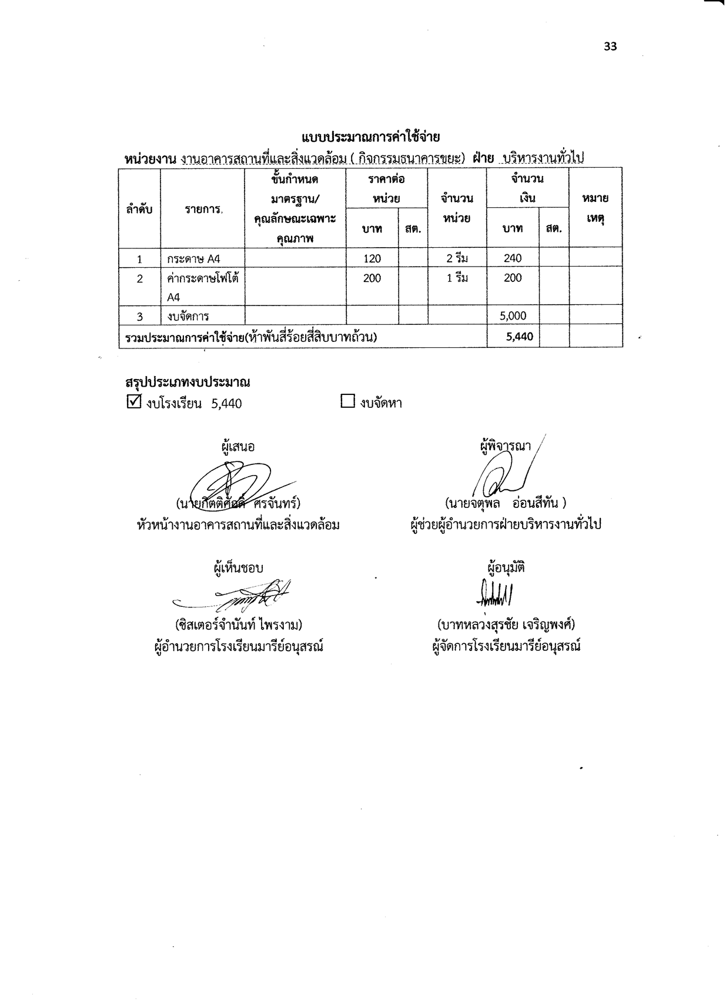 33
แบบประมาณการค่าใช้จ่าย
หน่วยงาน งานอาคารสถานที่และสิ่งแวดล้อม ( กิจกรรมธนาคารขยะ) ฝ่าย บริหารงานทั่วไป
ลำดับ รายการ ขั้นกำหนด มาตรฐาน/ คุณลักษณะเฉพาะ คุณภาพ ราคาต่อ หน่วย จำนวน หน่วย จำนวน เงิน หมาย เหตุ
บาท สต. บาท สต.
1 กระดาษ A4 120 2 รีม 240
2 ค่ากระดาษโฟโต้ 200 1 รีม 200
A4
3 งบจัดการ 5,000
รวมประมาณการค่าใช้จ่าย(ห้าพันสี่ร้อยสี่สิบบาทถ้วน) 5,440
สรุปประเภทงบประมาณ
☑ งบโรงเรียน 5,440 ☐ งบจัดหา
ผู้เสนอ ผู้พิจารณา
(นายกิตติศักดิ์ ศรจันทร์) (นายจตุพล อ่อนสีทัน )
หัวหน้างานอาคารสถานที่และสิ่งแวดล้อม ผู้ช่วยผู้อำนวยการฝ่ายบริหารงานทั่วไป
ผู้เห็นชอบ ผู้อนุมัติ
(ซิสเตอร์จำนันท์ ไพรงาม) (บาทหลวงสุรชัย เจริญพงศ์)
ผู้อำนวยการโรงเรียนมารีย์อนุสรณ์ ผู้จัดการโรงเรียนมารีย์อนุสรณ์